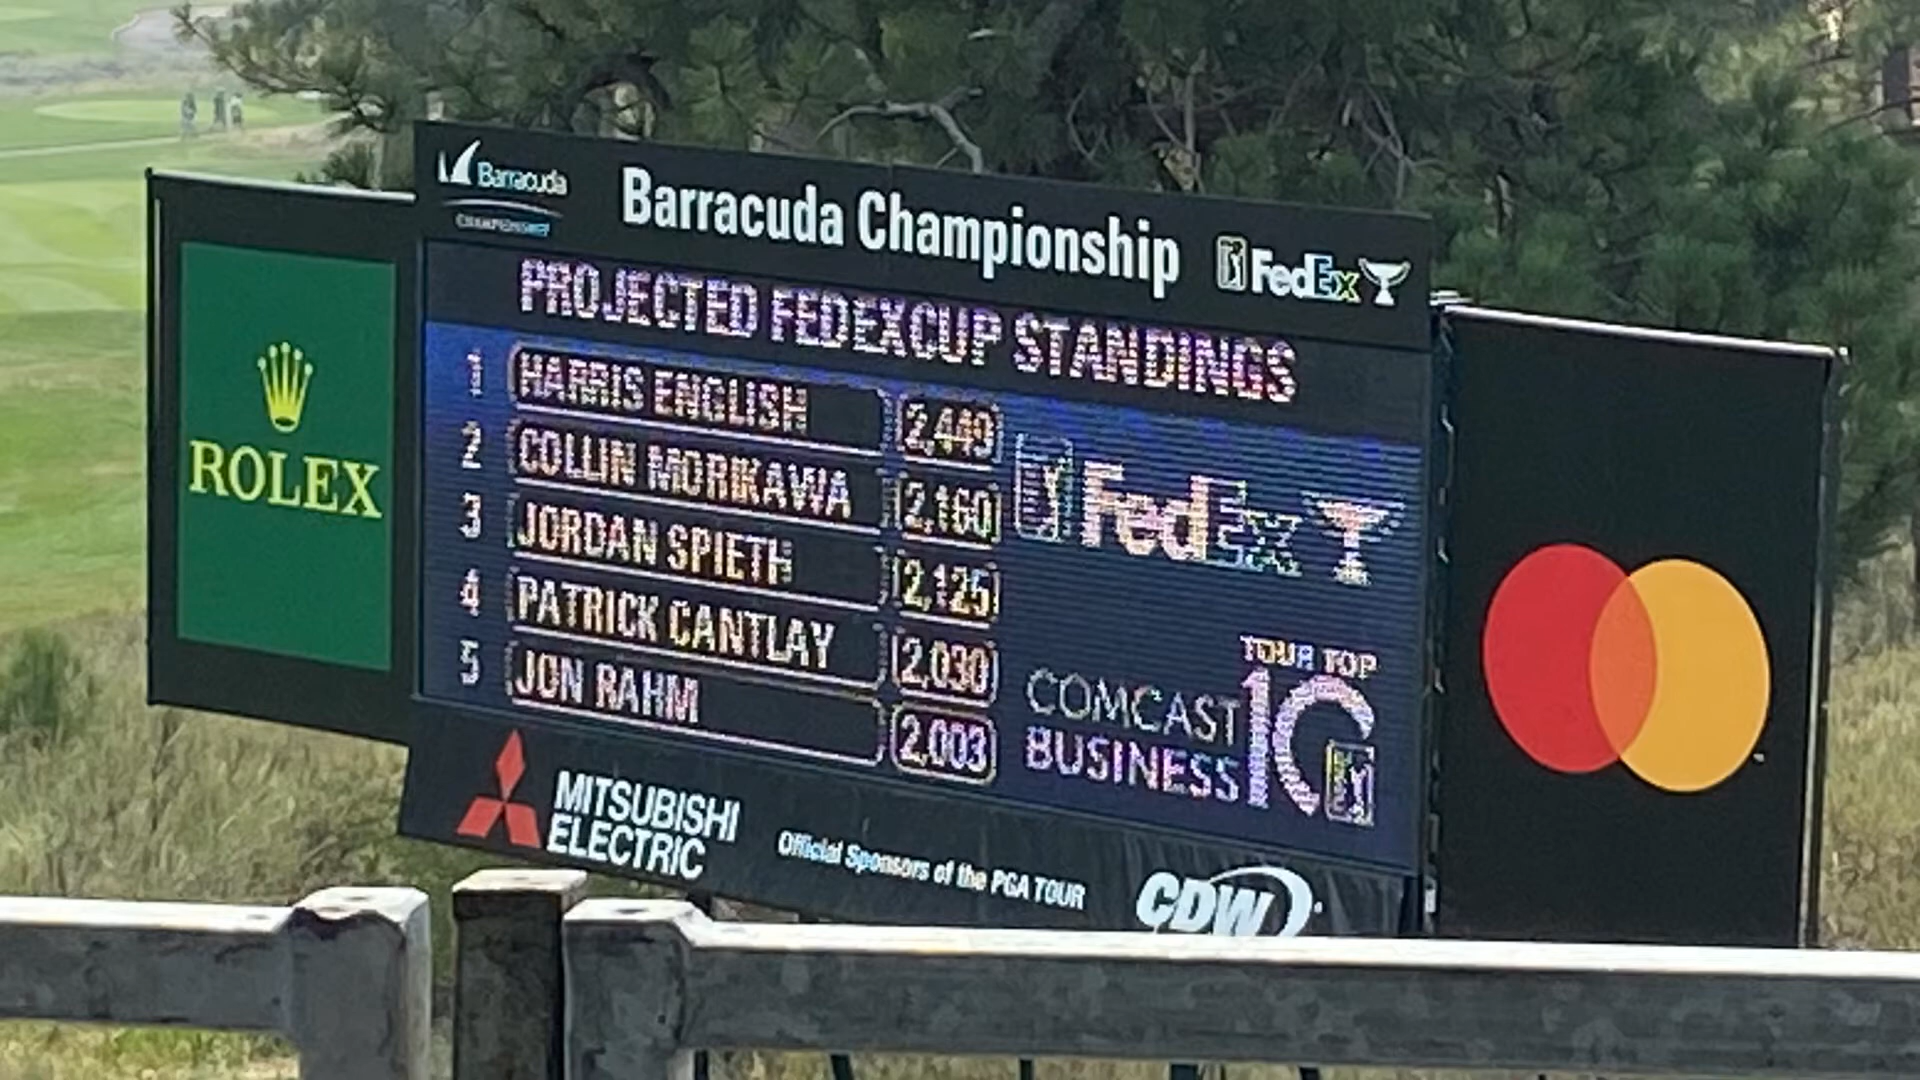 Barracuda
CHAMPIONSHIP
Barracuda Championship
FedEx
PROJECTED FEDEXCUP STANDINGS
1 HARRIS ENGLISH 2,449
2 COLLIN MORIKAWA 2,160
3 JORDAN SPIETH 2,125
4 PATRICK CANTLAY 2,030
5 JON RAHM 2,003
FedEx
COMCAST
BUSINESS
TOUR TOP
10
ROLEX
MITSUBISHI
ELECTRIC
Official Sponsors of the PGA TOUR
CDW